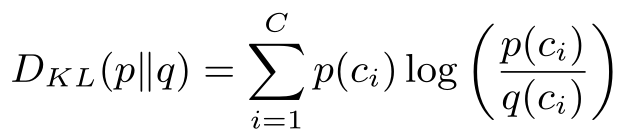 D_{KL}(p\|q) = \sum_{i=1}^{C} p(c_i) \log \left( \frac{p(c_i)}{q(c_i)} \right)